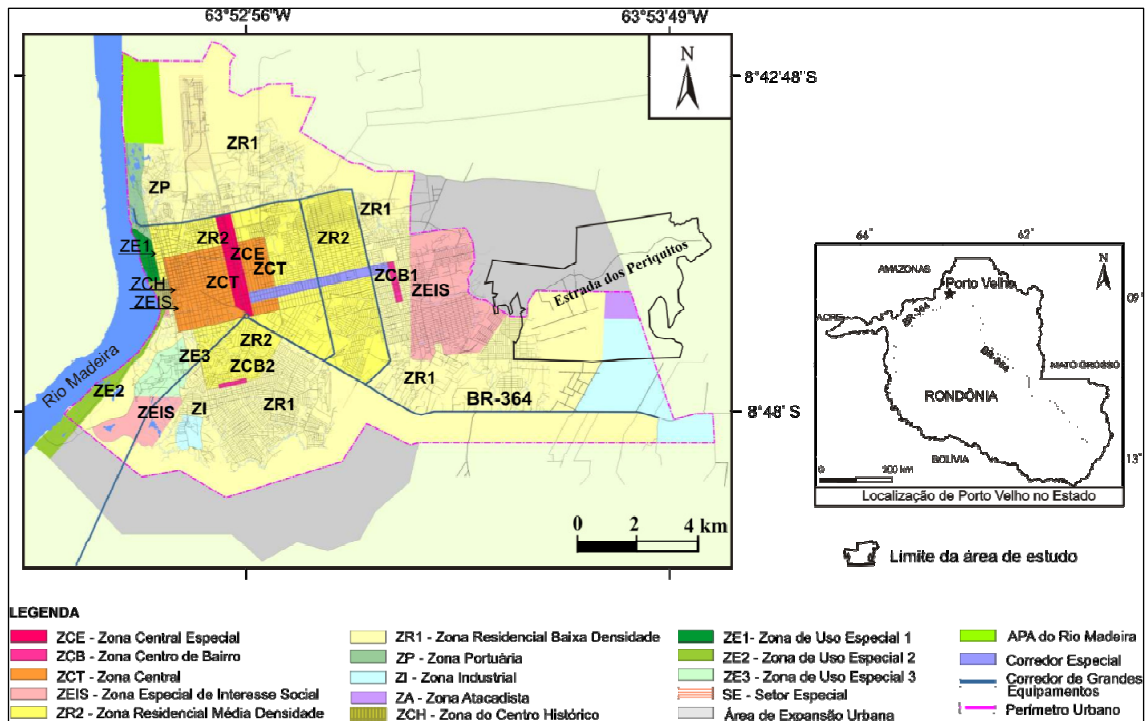 63°52'56"W
63°53'49"W
N
8°42'48"S
ZR1
ZP
ZR1
ZR2
ZR2
ZE1
ZCE
ZCT
ZCB1
Estrada dos Periquitos
ZCH
ZCT
ZEIS
ZEIS
ZR2
ZE3
ZCB2
Rio Madeira
ZR1
ZE2
BR-364
ZEIS
ZI
ZR1
8°48' S
0 2 4 km
62°
AMAZONAS
N
Porto Velho
09°
ACRE
BR-364
MATO GROSSO
RONDÔNIA
BOLÍVIA
13°
0
Localização de Porto Velho no Estado
Limite da área de estudo
LEGENDA
ZCE - Zona Central Especial
ZCB - Zona Centro de Bairro
ZCT - Zona Central
ZEIS - Zona Especial de Interesse Social
ZR2 - Zona Residencial Média Densidade
ZR1 - Zona Residencial Baixa Densidade
ZP - Zona Portuária
ZI - Zona Industrial
ZA - Zona Atacadista
ZCH - Zona do Centro Histórico
ZE1- Zona de Uso Especial 1
ZE2 - Zona de Uso Especial 2
ZE3 - Zona de Uso Especial 3
SE - Setor Especial
Área de Expansão Urbana
APA do Rio Madeira
Corredor Especial
Corredor de Grandes
Equipamentos
Perímetro Urbano